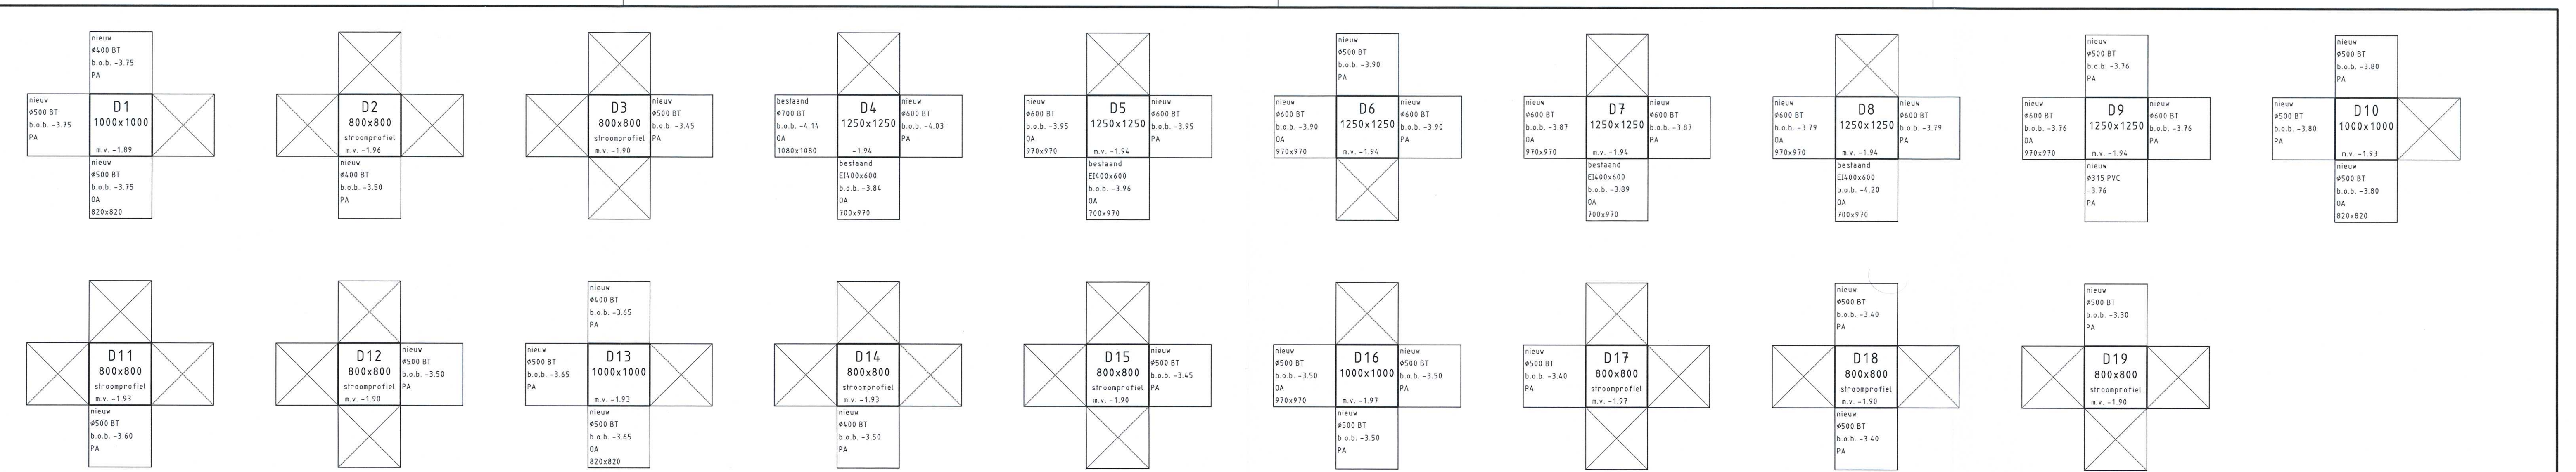 nieuw
ø400 BT
b.o.b. -3.75
PA
nieuw
ø500 BT
b.o.b. -3.75
PA
D1
1000x1000
m.v. -1.89
nieuw
ø500 BT
b.o.b. -3.75
OA
820x820
D2
800x800
stroomprofiel
m.v. -1.96
nieuw
ø400 BT
b.o.b. -3.50
PA
D3
800x800
stroomprofiel
m.v. -1.90
nieuw
ø500 BT
b.o.b. -3.45
PA
bestaand
ø700 BT
b.o.b. -4.14
OA
1080x1080
D4
1250x1250
-1.94
nieuw
ø600 BT
b.o.b. -4.03
PA
bestaand
EI400x600
b.o.b. -3.84
OA
700x970
nieuw
ø600 BT
b.o.b. -3.95
OA
970x970
D5
1250x1250
m.v. -1.94
nieuw
ø600 BT
b.o.b. -3.95
PA
bestaand
EI400x600
b.o.b. -3.96
OA
700x970
nieuw
ø500 BT
b.o.b. -3.90
PA
nieuw
ø600 BT
b.o.b. -3.90
OA
970x970
D6
1250x1250
m.v. -1.94
nieuw
ø600 BT
b.o.b. -3.90
PA
nieuw
ø600 BT
b.o.b. -3.87
OA
970x970
D7
1250x1250
m.v. -1.94
nieuw
ø600 BT
b.o.b. -3.87
PA
bestaand
EI400x600
b.o.b. -3.89
OA
700x970
nieuw
ø600 BT
b.o.b. -3.79
OA
970x970
D8
1250x1250
m.v. -1.94
nieuw
ø600 BT
b.o.b. -3.79
PA
bestaand
EI400x600
b.o.b. -4.20
OA
700x970
nieuw
ø500 BT
b.o.b. -3.76
PA
nieuw
ø600 BT
b.o.b. -3.76
OA
970x970
D9
1250x1250
m.v. -1.94
nieuw
ø600 BT
b.o.b. -3.76
PA
nieuw
ø315 PVC
-3.76
PA
nieuw
ø500 BT
b.o.b. -3.80
PA
nieuw
ø500 BT
b.o.b. -3.80
PA
D10
1000x1000
m.v. -1.93
nieuw
ø500 BT
b.o.b. -3.80
OA
820x820
D11
800x800
stroomprofiel
m.v. -1.93
nieuw
ø500 BT
b.o.b. -3.60
PA
D12
800x800
stroomprofiel
m.v. -1.90
nieuw
ø500 BT
b.o.b. -3.50
PA
nieuw
ø400 BT
b.o.b. -3.65
PA
nieuw
ø500 BT
b.o.b. -3.65
PA
D13
1000x1000
m.v. -1.93
nieuw
ø500 BT
b.o.b. -3.65
OA
820x820
D14
800x800
stroomprofiel
m.v. -1.93
nieuw
ø400 BT
b.o.b. -3.50
PA
D15
800x800
stroomprofiel
m.v. -1.90
nieuw
ø500 BT
b.o.b. -3.45
PA
nieuw
ø500 BT
b.o.b. -3.50
OA
970x970
D16
1000x1000
m.v. -1.97
nieuw
ø500 BT
b.o.b. -3.50
PA
nieuw
ø500 BT
b.o.b. -3.50
PA
nieuw
ø500 BT
b.o.b. -3.40
PA
D17
800x800
stroomprofiel
m.v. -1.97
nieuw
ø500 BT
b.o.b. -3.40
PA
D18
800x800
stroomprofiel
m.v. -1.90
nieuw
ø500 BT
b.o.b. -3.40
PA
nieuw
ø500 BT
b.o.b. -3.30
PA
D19
800x800
stroomprofiel
m.v. -1.90